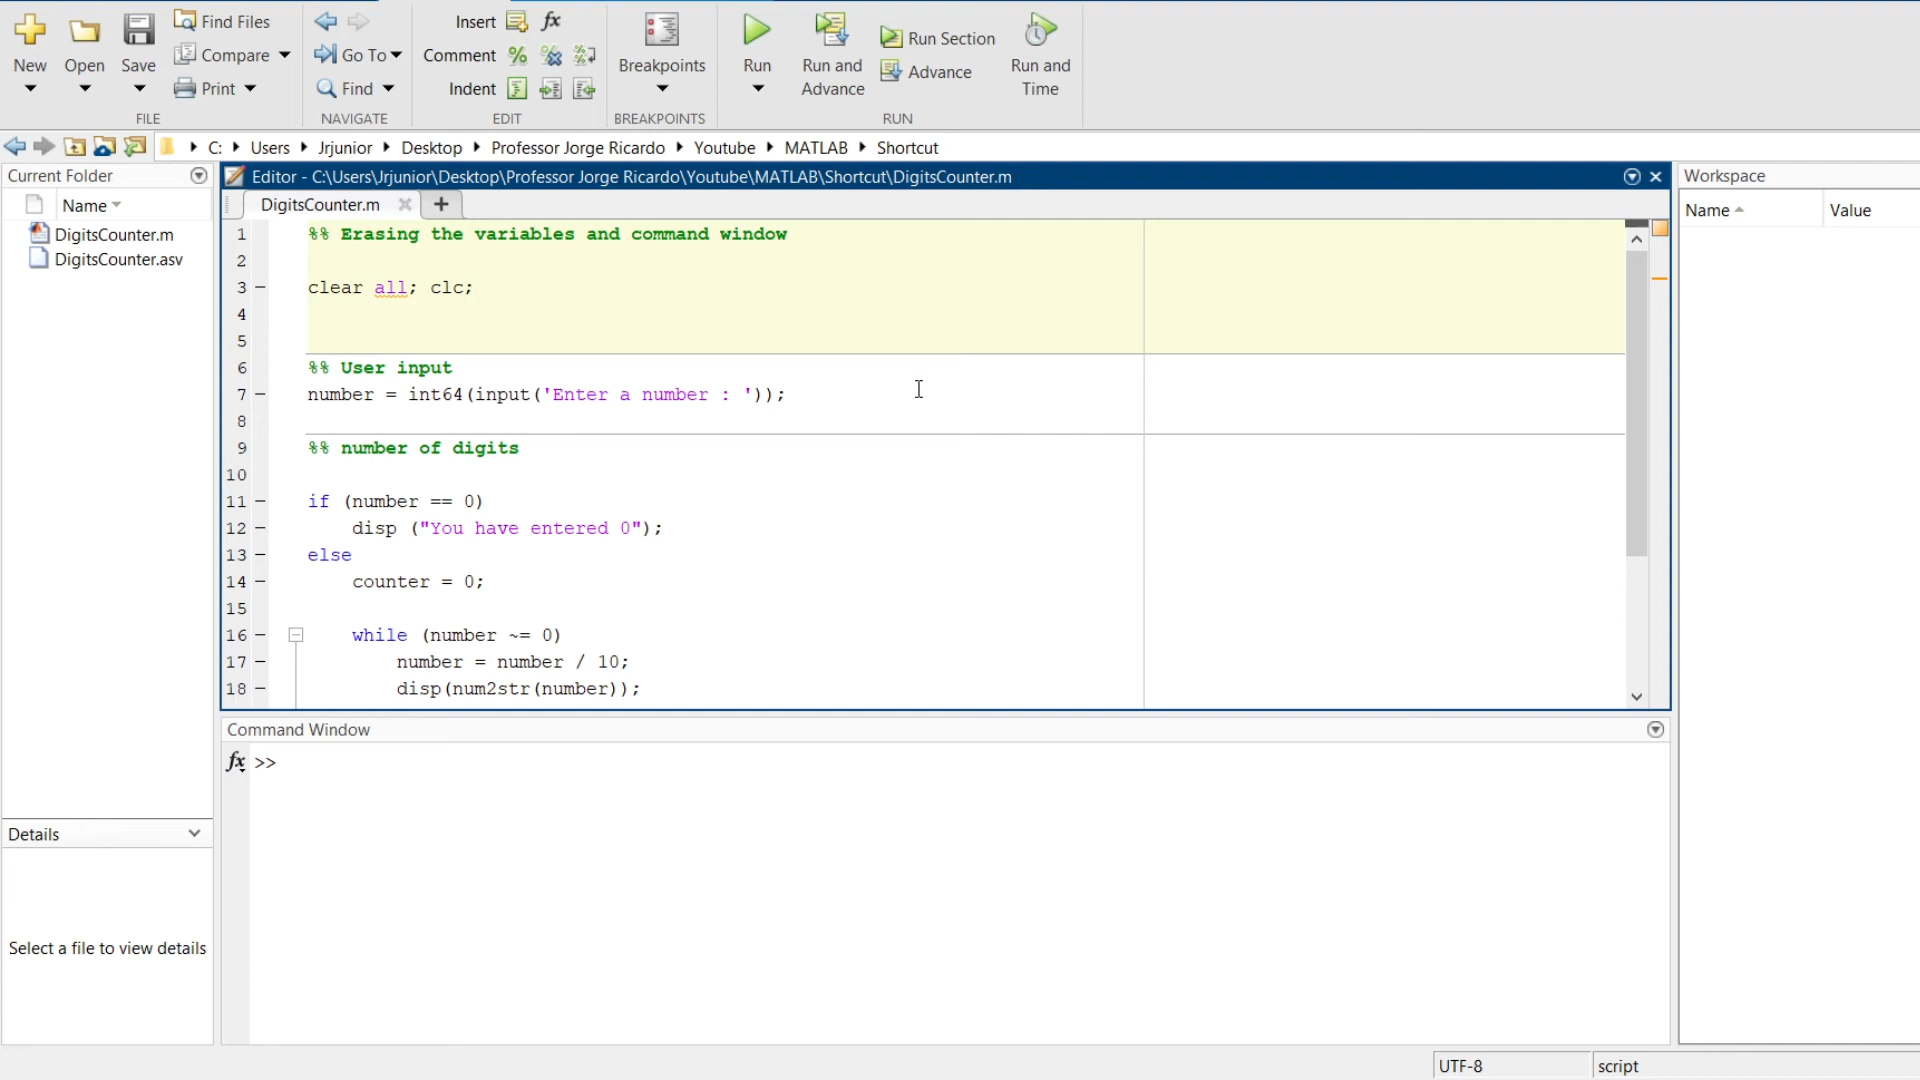 New
Open
Save
Find Files
Compare
Print
FILE
Go To
Find
NAVIGATE
Insert fx
Comment
Indent
EDIT
Breakpoints
BREAKPOINTS
Run
Run and
Advance
Run Section
Advance
Run and
Time
RUN
C: Users Jrjunior Desktop Professor Jorge Ricardo Youtube MATLAB Shortcut
Current Folder
Name
DigitsCounter.m
DigitsCounter.asv
Details
Select a file to view details
Editor - C:\Users\Jrjunior\Desktop\Professor Jorge Ricardo\Youtube\MATLAB\Shortcut\DigitsCounter.m
DigitsCounter.m
1 %% Erasing the variables and command window
2
3 - clear all; clc;
4
5
6 %% User input
7 - number = int64(input('Enter a number : '));
8
9 %% number of digits
10
11 - if (number == 0)
12 - disp ("You have entered 0");
13 - else
14 - counter = 0;
15
16 - while (number ~= 0)
17 - number = number / 10;
18 - disp(num2str(number));
Command Window
fx >>
Workspace
Name Value
UTF-8 script